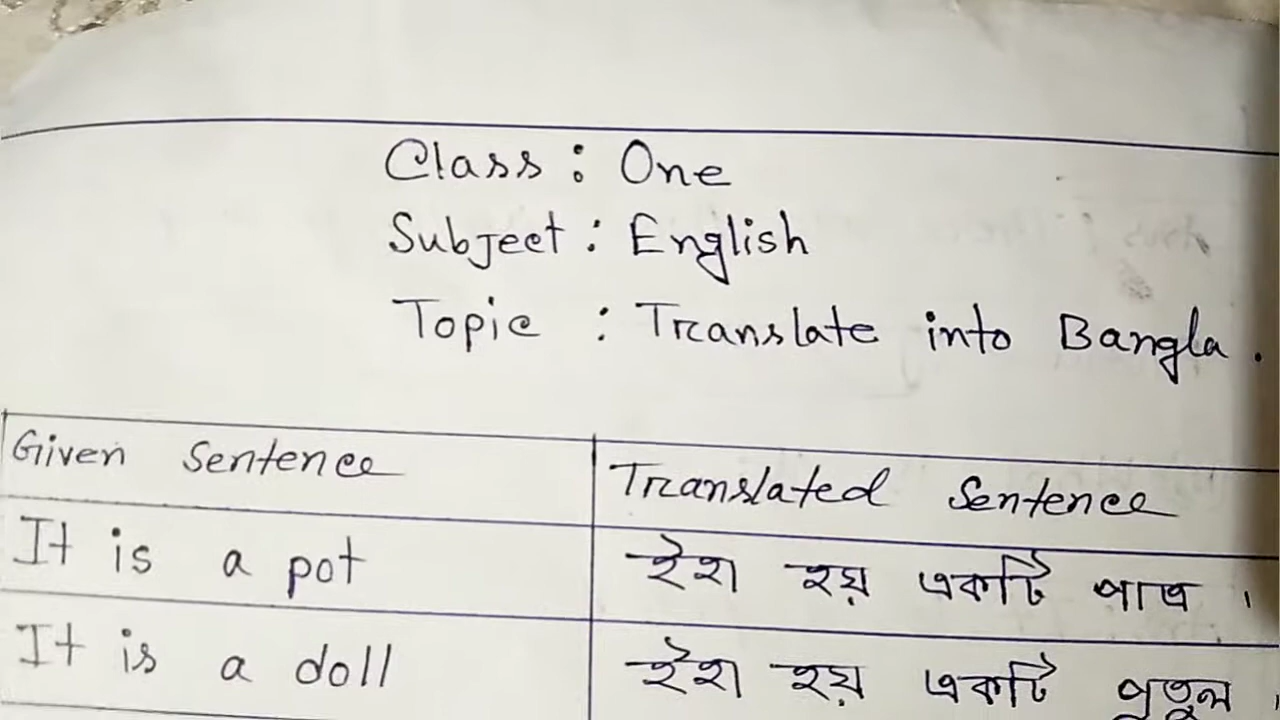 Class : One
Subject : English
Topic : Translate into Bangla .
Given Sentence Translated Sentence
It is a pot ইহা হয় একটি পাত্র ।
It is a doll ইহা হয় একটি পুতুল ।